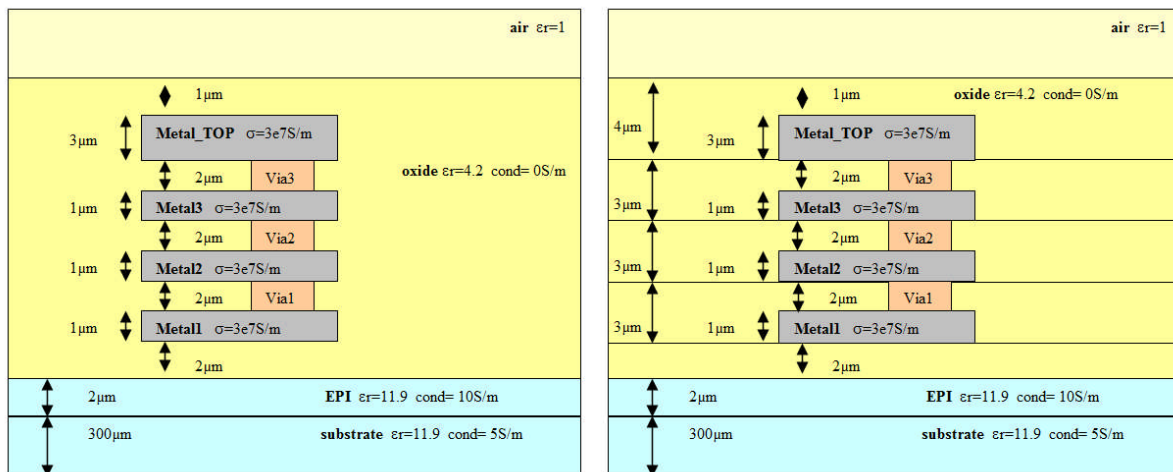 air εr=1
1μm
3μm
Metal_TOP σ=3e7S/m
oxide εr=4.2 cond= 0S/m
2μm
Via3
1μm
Metal3 σ=3e7S/m
2μm
Via2
1μm
Metal2 σ=3e7S/m
2μm
Via1
1μm
Metal1 σ=3e7S/m
2μm
2μm
EPI εr=11.9 cond= 10S/m
300μm
substrate εr=11.9 cond= 5S/m
air εr=1
1μm
oxide εr=4.2 cond= 0S/m
4μm
3μm
Metal_TOP σ=3e7S/m
2μm
Via3
3μm
1μm
Metal3 σ=3e7S/m
2μm
Via2
3μm
1μm
Metal2 σ=3e7S/m
2μm
Via1
3μm
1μm
Metal1 σ=3e7S/m
2μm
2μm
EPI εr=11.9 cond= 10S/m
300μm
substrate εr=11.9 cond= 5S/m